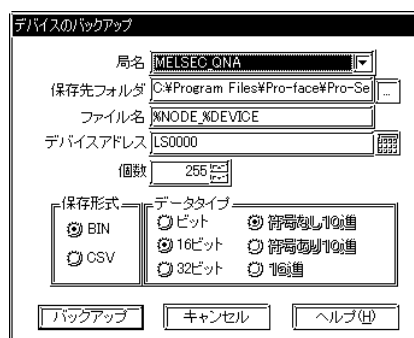 デバイスのバックアップ
局名 MELSEC_QNA
保存先フォルダ C:¥Program Files¥Pro-face¥Pro-Se ...
ファイル名 %NODE_%DEVICE
デバイスアドレス LS0000
個数 255
保存形式 データタイプ
BIN ビット 符号なし10進
16ビット 符号あり10進
CSV 32ビット 16進
バックアップ キャンセル ヘルプ(H)